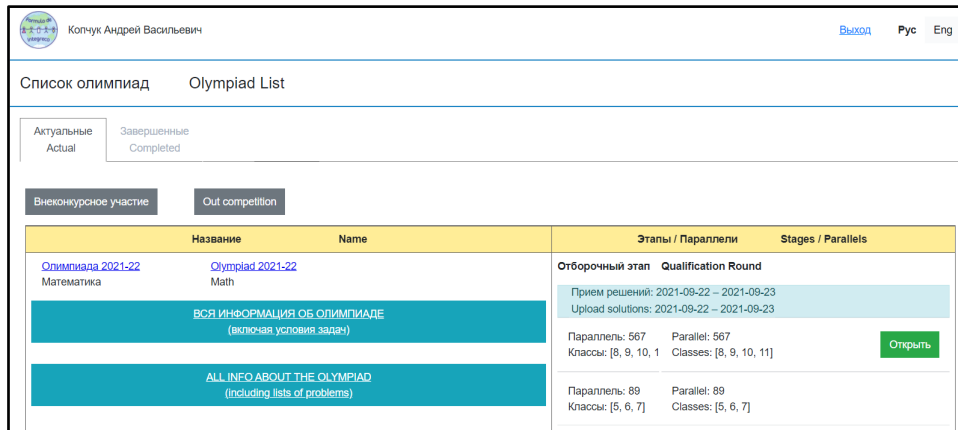 Formula de
Integreco
Копчук Андрей Васильевич
Выход Рус Eng
Список олимпиад Olympiad List
Актуальные Завершенные
Actual Completed
Внеконкурсное участие Out competition
Название Name
Этапы / Параллели Stages / Parallels
Олимпиада 2021-22 Olympiad 2021-22
Математика Math
ВСЯ ИНФОРМАЦИЯ ОБ ОЛИМПИАДЕ
(включая условия задач)
ALL INFO ABOUT THE OLYMPIAD
(including lists of problems)
Отборочный этап Qualification Round
Прием решений: 2021-09-22 – 2021-09-23
Upload solutions: 2021-09-22 – 2021-09-23
Параллель: 567 Parallel: 567
Классы: [8, 9, 10, 1 Classes: [8, 9, 10, 11]
Открыть
Параллель: 89 Parallel: 89
Классы: [5, 6, 7] Classes: [5, 6, 7]